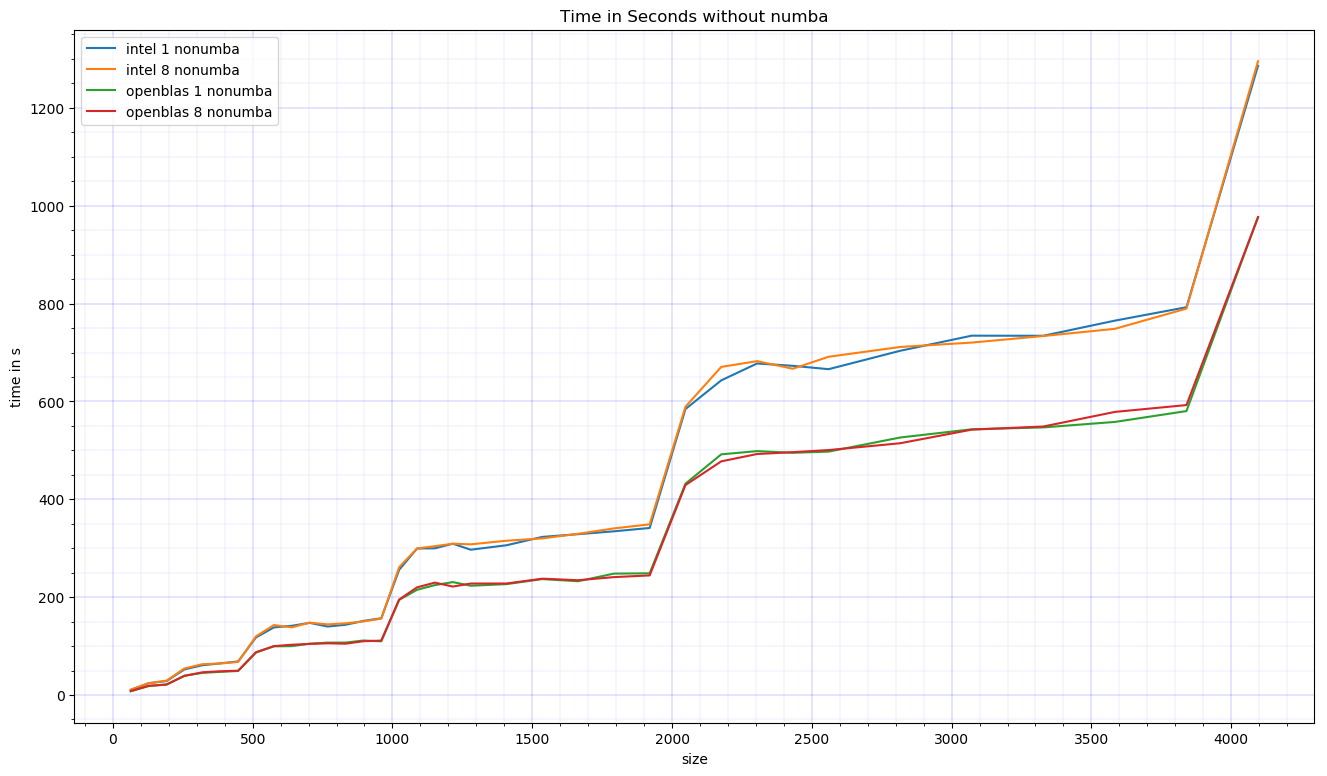 Time in Seconds without numba
intel 1 nonumba
intel 8 nonumba
openblas 1 nonumba
openblas 8 nonumba
time in s
1200
1000
800
600
400
200
0
0 500 1000 1500 2000 2500 3000 3500 4000
size